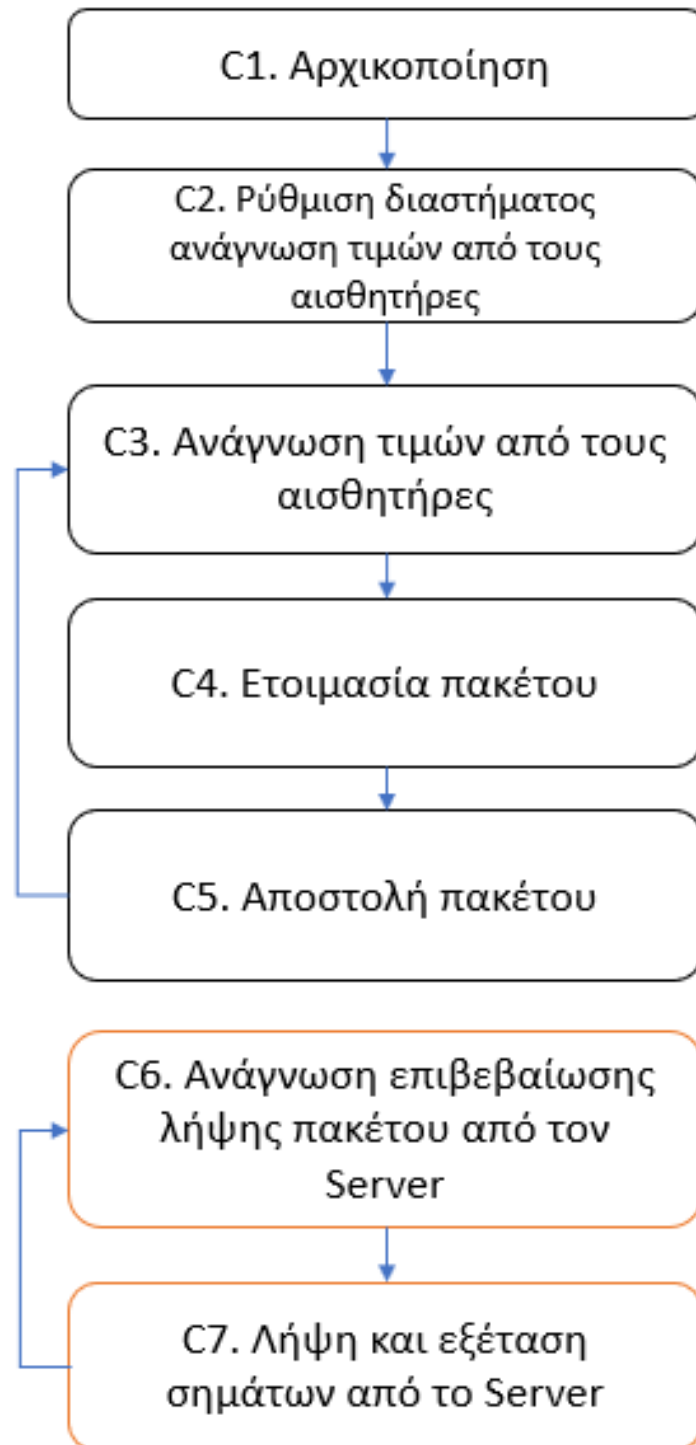 C1. Αρχικοποίηση
C2. Ρύθμιση διαστήματος
ανάγνωση τιμών από τους
αισθητήρες
C3. Ανάγνωση τιμών από τους
αισθητήρες
C4. Ετοιμασία πακέτου
C5. Αποστολή πακέτου
C6. Ανάγνωση επιβεβαίωσης
λήψης πακέτου από τον
Server
C7. Λήψη και εξέταση
σημάτων από το Server